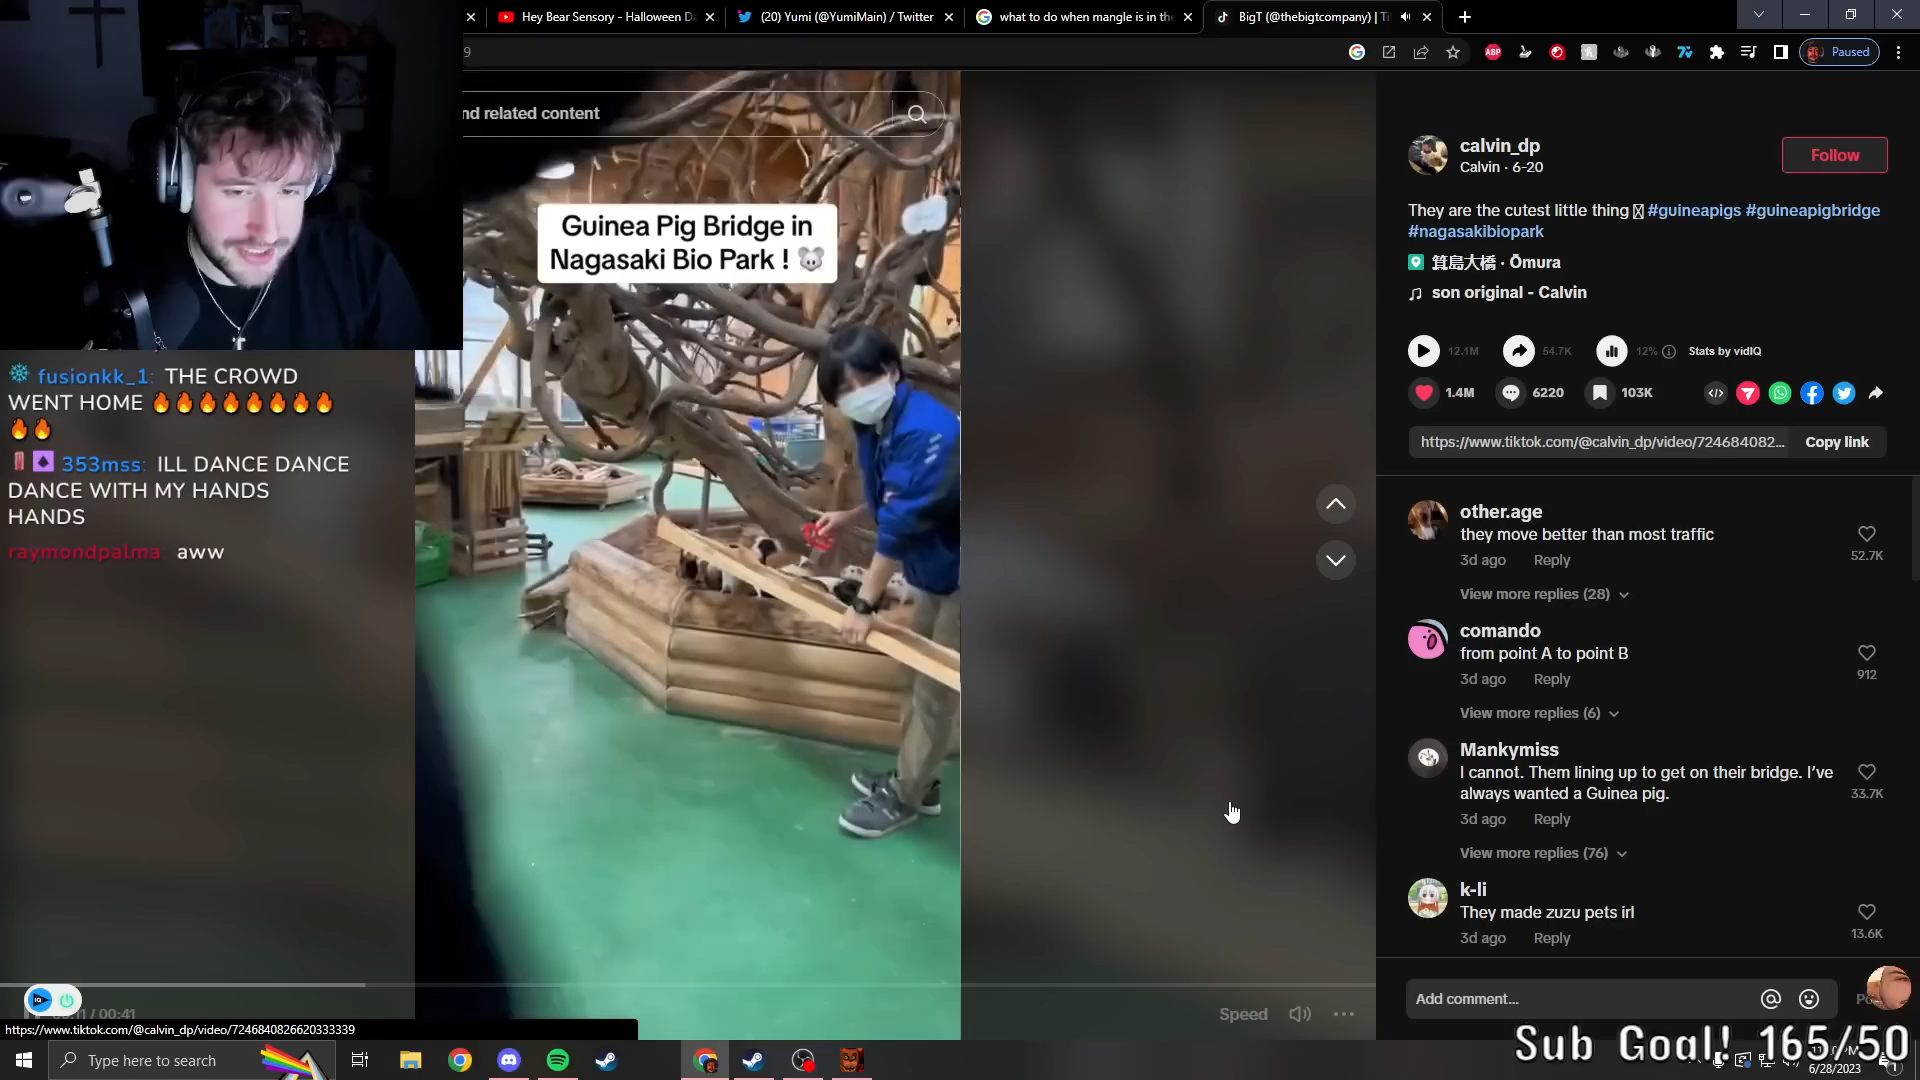 Hey Bear Sensory - Halloween Da
(20) Yumi (@YumiMain) / Twitter
what to do when mangle is in the
BigT (@thebigtcompany) | Ti
9
ABP
Paused
nd related content
Guinea Pig Bridge in
Nagasaki Bio Park !
fusionkk_1: THE CROWD
WENT HOME
353mss: ILL DANCE DANCE
DANCE WITH MY HANDS
HANDS
raymondpalma: aww
calvin_dp
Calvin · 6-20
Follow
They are the cutest little thing #guineapigs #guineapigbridge
#nagasakibiopark
箕島大橋 · Ōmura
son original - Calvin
12.1M
54.7K
12%
Stats by vidIQ
1.4M
6220
103K
https://www.tiktok.com/@calvin_dp/video/724684082...
Copy link
other.age
they move better than most traffic
3d ago Reply
52.7K
View more replies (28)
comando
from point A to point B
3d ago Reply
912
View more replies (6)
Mankymiss
I cannot. Them lining up to get on their bridge. I've
always wanted a Guinea pig.
33.7K
3d ago Reply
View more replies (76)
k-li
They made zuzu pets irl
3d ago Reply
13.6K
Add comment...
Speed
/ 00:41
https://www.tiktok.com/@calvin_dp/video/7246840826620333339
Sub Goal! 165/50
Type here to search
6/28/2023